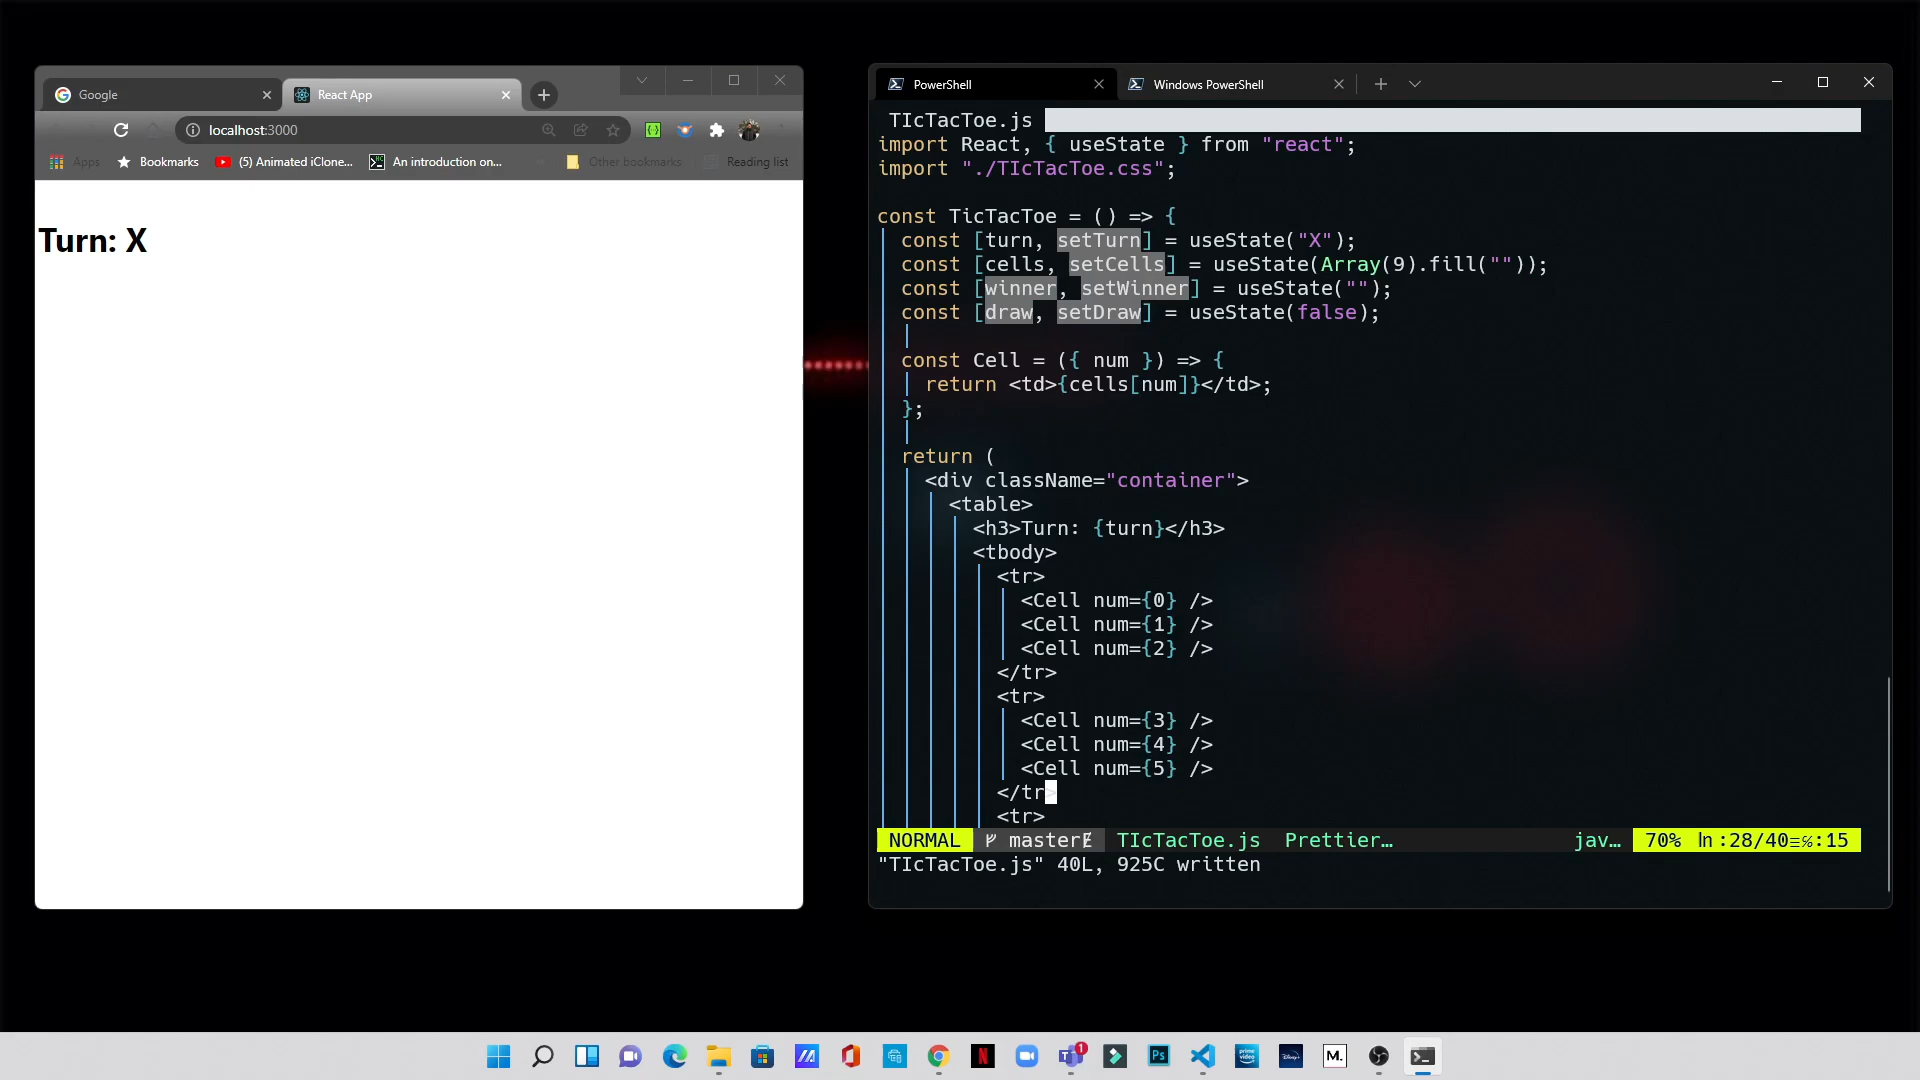 Google
React App
localhost:3000
Apps
Bookmarks
(5) Animated iClone...
An introduction on...
Other bookmarks
Reading list
Turn: X
PowerShell
Windows PowerShell
TIcTacToe.js
import React, { useState } from "react";
import "./TIcTacToe.css";
const TicTacToe = () => {
const [turn, setTurn] = useState("X");
const [cells, setCells] = useState(Array(9).fill(""));
const [winner, setWinner] = useState("");
const [draw, setDraw] = useState(false);
const Cell = ({ num }) => {
return <td>{cells[num]}</td>;
};
return (
<div className="container">
<table>
<h3>Turn: {turn}</h3>
<tbody>
<tr>
<Cell num={0} />
<Cell num={1} />
<Cell num={2} />
</tr>
<tr>
<Cell num={3} />
<Cell num={4} />
<Cell num={5} />
</tr>
<tr>
NORMAL master TIcTacToe.js Prettier… jav… 70% ln:28/40≡℅:15
"TIcTacToe.js" 40L, 925C written
N
1
Ps
prime video
Disney+
M.